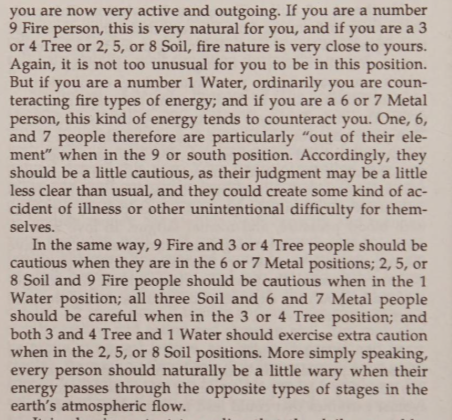 you are now very active and outgoing. If you are a number
9 Fire person, this is very natural for you, and if you are a 3
or 4 Tree or 2, 5, or 8 Soil, fire nature is very close to yours.
Again, it is not too unusual for you to be in this position.
But if you are a number 1 Water, ordinarily you are coun-
teracting fire types of energy; and if you are a 6 or 7 Metal
person, this kind of energy tends to counteract you. One, 6,
and 7 people therefore are particularly “out of their ele-
ment” when in the 9 or south position. Accordingly, they
should be a little cautious, as their judgment may be a little
less clear than usual, and they could create some kind of ac-
cident of illness or other unintentional difficulty for them-
selves.
In the same way, 9 Fire and 3 or 4 Tree people should be
cautious when they are in the 6 or 7 Metal positions; 2, 5, or
8 Soil and 9 Fire people should be cautious when in the 1
Water position; all three Soil and 6 and 7 Metal people
should be careful when in the 3 or 4 Tree position; and
both 3 and 4 Tree and 1 Water should exercise extra caution
when in the 2, 5, or 8 Soil positions. More simply speaking,
every person should naturally be a little wary when their
energy passes through the opposite types of stages in the
earth’s atmospheric flow.